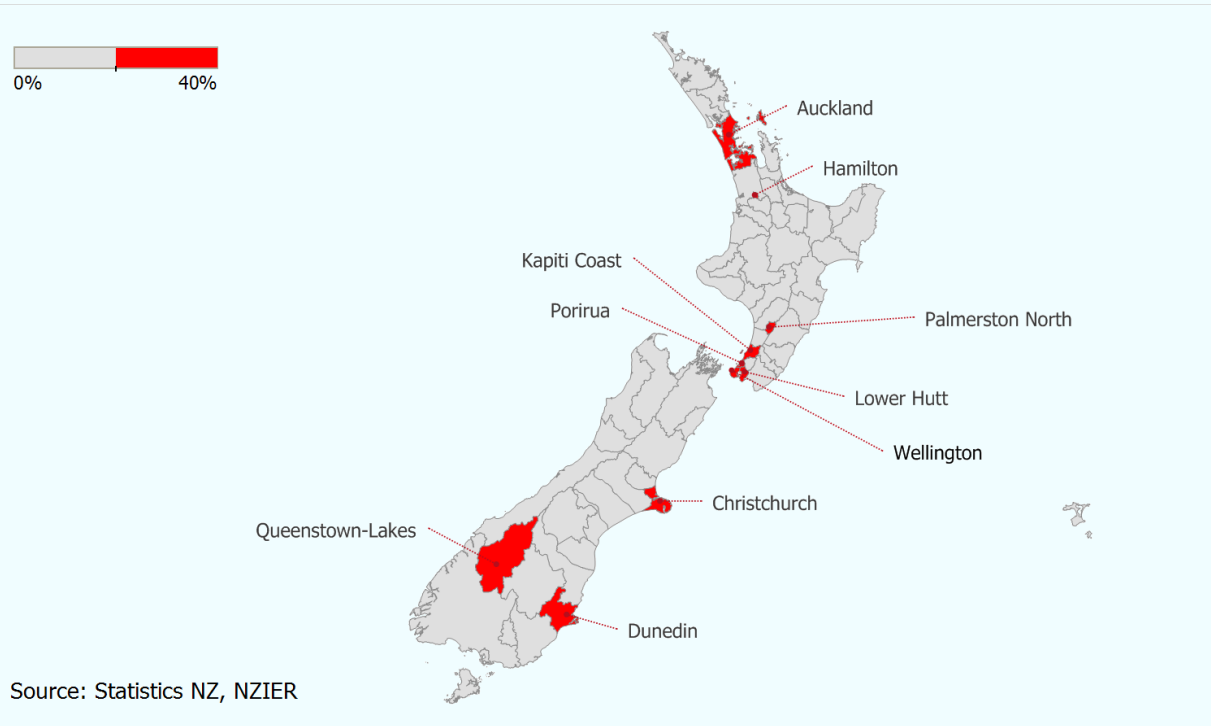 0% 40%
Auckland
Hamilton
Kapiti Coast
Porirua
Palmerston North
Lower Hutt
Wellington
Christchurch
Queenstown-Lakes
Dunedin
Source: Statistics NZ, NZIER